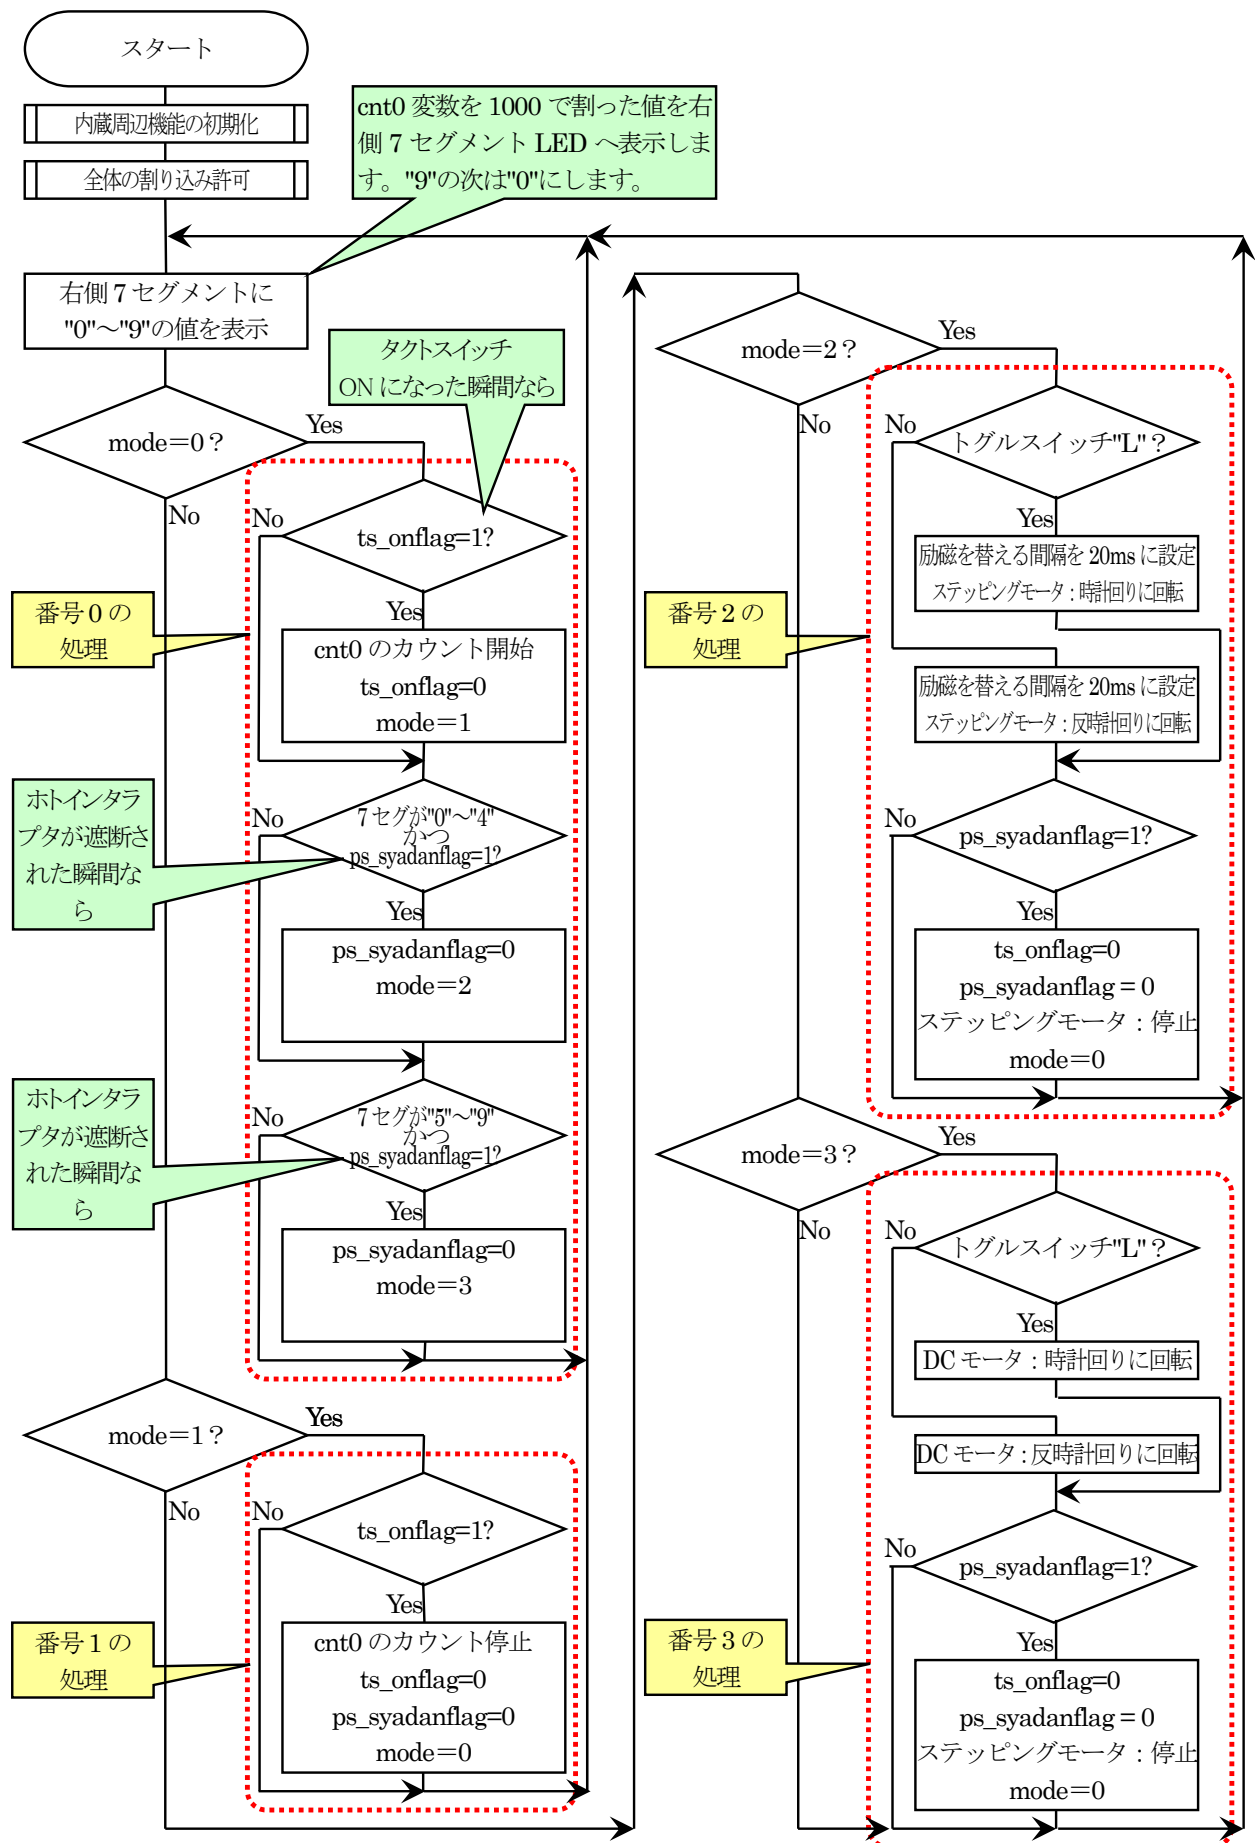 スタート
内蔵周辺機能の初期化
全体の割り込み許可
cnt0 変数を 1000 で割った値を右
側 7 セグメント LED へ表示しま
す。"9"の次は"0"にします。
右側 7 セグメントに
"0"～"9"の値を表示
タクトスイッチ
ON になった瞬間なら
mode＝0？
Yes
No
ts_onflag=1?
No
Yes
番号 0 の
処理
cnt0 のカウント開始
ts_onflag=0
mode＝1
ホトインタラ
プタが遮断さ
れた瞬間な
ら
No
7 セグが"0"～"4"
かつ
ps_syadanflag=1?
Yes
ps_syadanflag=0
mode＝2
ホトインタラ
プタが遮断さ
れた瞬間な
ら
No
7 セグが"5"～"9"
かつ
ps_syadanflag=1?
Yes
ps_syadanflag=0
mode＝3
mode＝1？
Yes
No
No
ts_onflag=1?
Yes
番号 1 の
処理
cnt0 のカウント停止
ts_onflag=0
ps_syadanflag=0
mode＝0
mode＝2？
Yes
No
No
トグルスイッチ"L"？
Yes
励磁を替える間隔を 20ms に設定
ステッピングモータ：時計回りに回転
番号 2 の
処理
励磁を替える間隔を 20ms に設定
ステッピングモータ：反時計回りに回転
No
ps_syadanflag=1?
Yes
ts_onflag=0
ps_syadanflag = 0
ステッピングモータ：停止
mode＝0
mode＝3？
Yes
No
No
トグルスイッチ"L"？
Yes
DC モータ：時計回りに回転
DC モータ：反時計回りに回転
No
ps_syadanflag=1?
Yes
番号 3 の
処理
ts_onflag=0
ps_syadanflag = 0
ステッピングモータ：停止
mode＝0